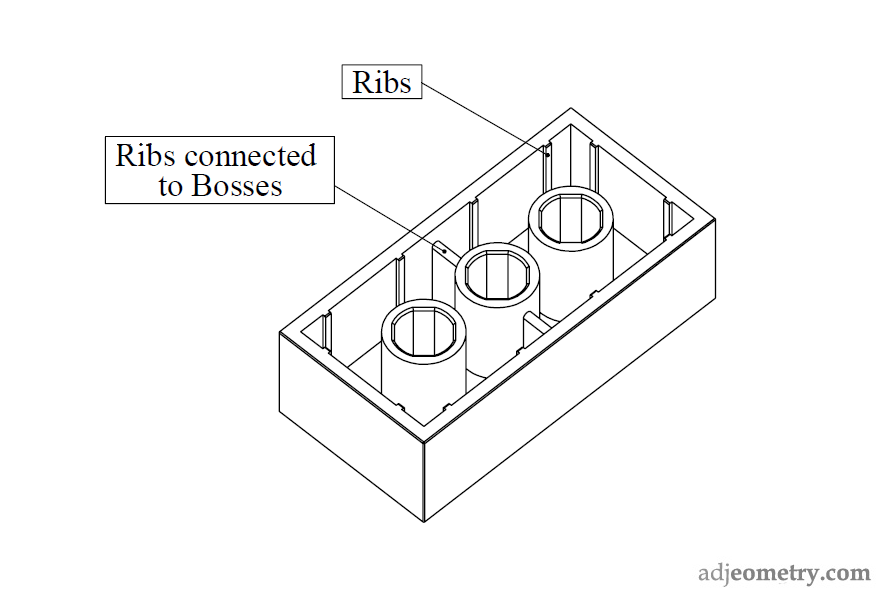 Ribs
Ribs connected
to Bosses
adjeometry.com